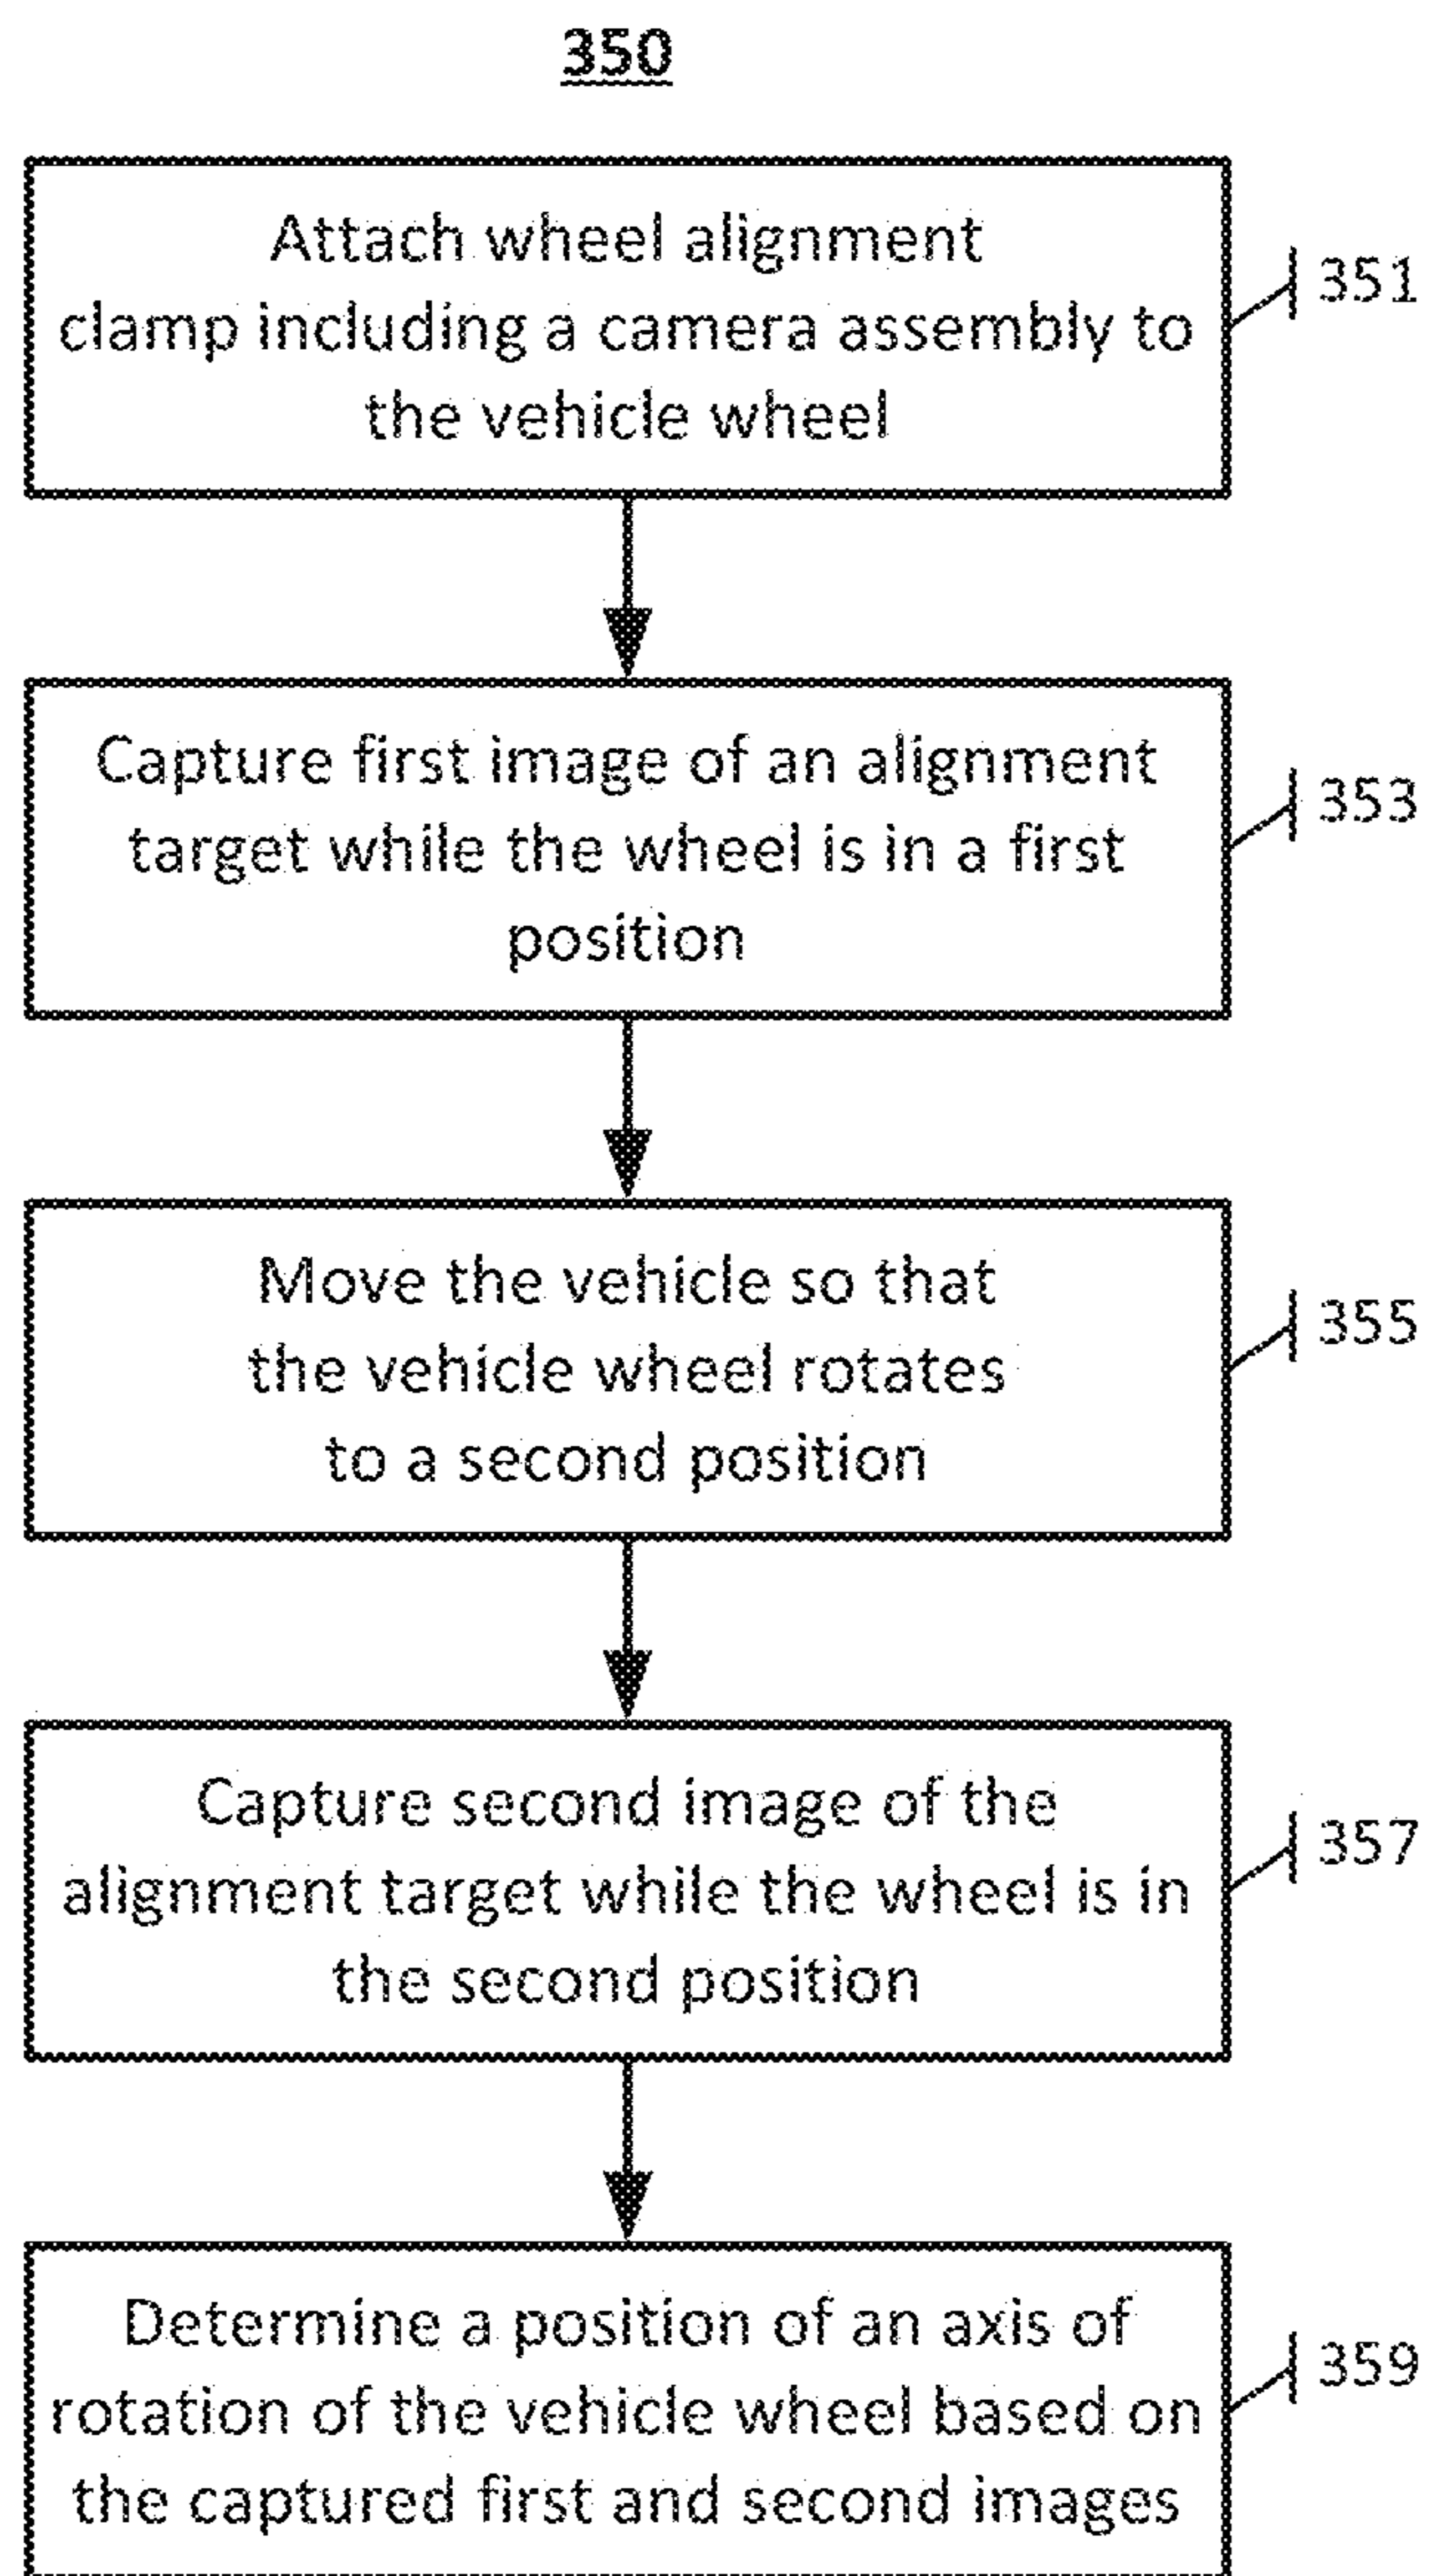 350
Attach wheel alignment
clamp including a camera assembly to
the vehicle wheel
351
Capture first image of an alignment
target while the wheel is in a first
position
353
Move the vehicle so that
the vehicle wheel rotates
to a second position
355
Capture second image of the
alignment target while the wheel is in
the second position
357
Determine a position of an axis of
rotation of the vehicle wheel based on
the captured first and second images
359